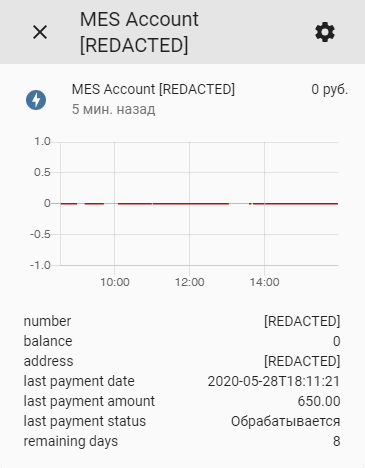 MES Account
[REDACTED]
MES Account [REDACTED] 0 руб.
5 мин. назад
1.0
0.5
0
-0.5
-1.0
10:00 12:00 14:00
number [REDACTED]
balance 0
address [REDACTED]
last payment date 2020-05-28T18:11:21
last payment amount 650.00
last payment status Обрабатывается
remaining days 8